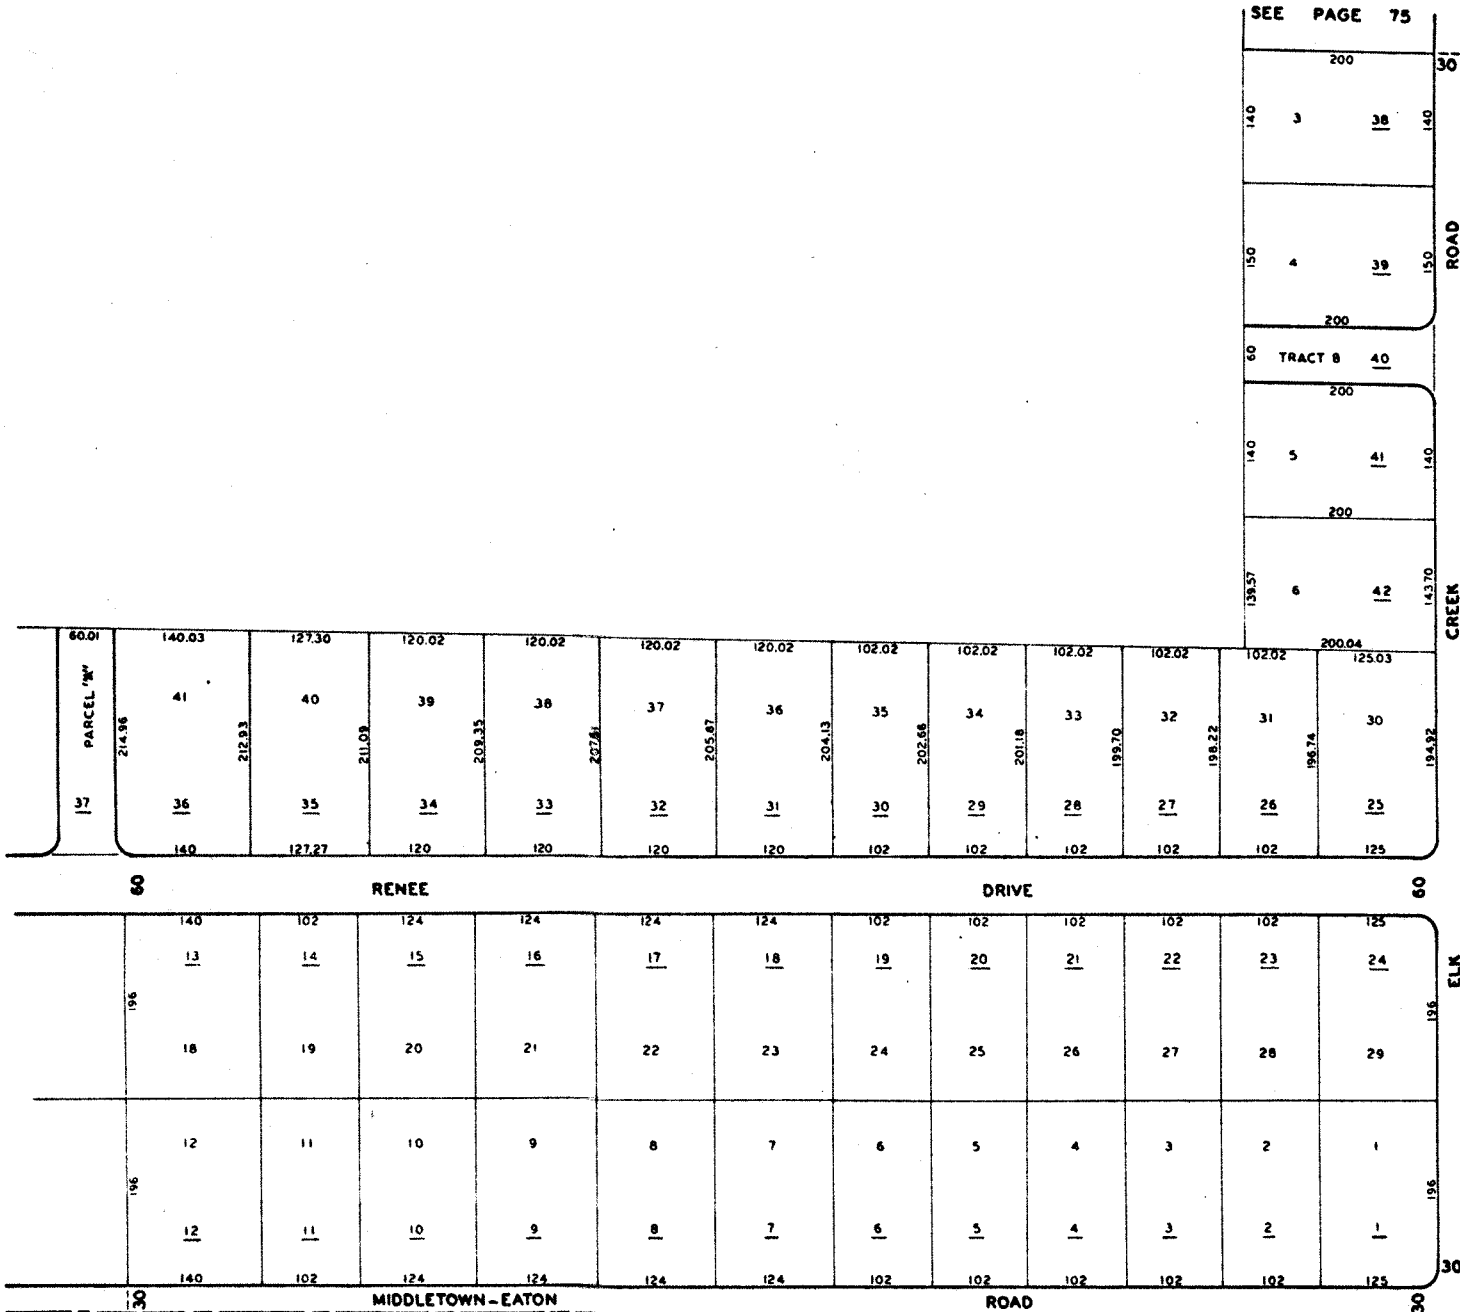 SEE PAGE 75
200 30
140 3 38 140
150 4 39 150
ROAD
200
60 TRACT B 40
200
140 5 41 140
200
139.57 6 42 143.70
CREEK
200.04
60.01 140.03 127.30 120.02 120.02 120.02 120.02 102.02 102.02 102.02 102.02 102.02 125.03
PARCEL "A" 41 40 39 38 37 36 35 34 33 32 31 30
214.96 212.93 211.09 209.35 207.61 205.87 204.13 202.66 201.18 199.70 198.22 196.74 194.92
37 36 35 34 33 32 31 30 29 28 27 26 25
140 127.27 120 120 120 120 102 102 102 102 102 125
60 RENEE DRIVE 60
140 102 124 124 124 124 102 102 102 102 102 125
13 14 15 16 17 18 19 20 21 22 23 24
ELK
196 196
18 19 20 21 22 23 24 25 26 27 28 29
12 11 10 9 8 7 6 5 4 3 2 1
196 196
12 11 10 9 8 7 6 5 4 3 2 1
30
140 102 124 124 124 124 102 102 102 102 102 125
30 MIDDLETOWN-EATON ROAD 30